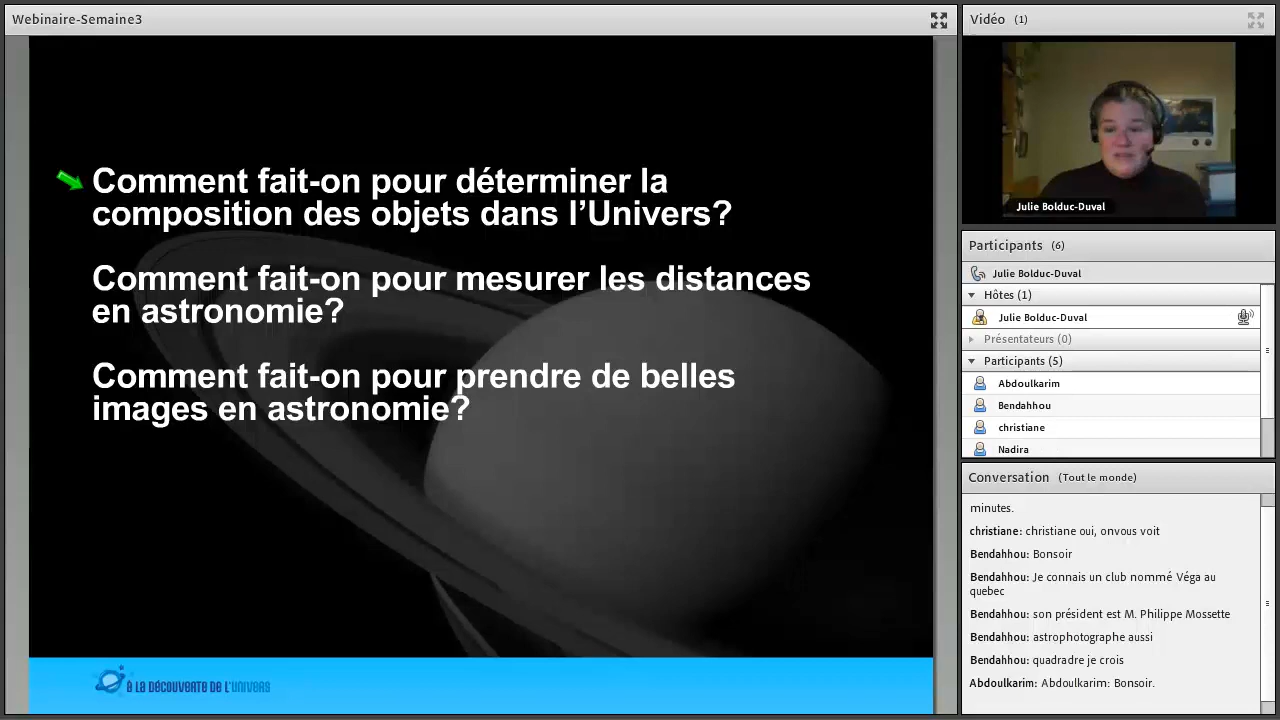 Webinaire-Semaine3
Comment fait-on pour déterminer la
composition des objets dans l’Univers?
Comment fait-on pour mesurer les distances
en astronomie?
Comment fait-on pour prendre de belles
images en astronomie?
À LA DÉCOUVERTE DE L'UNIVERS
Vidéo (1)
Julie Bolduc-Duval
Participants (6)
Julie Bolduc-Duval
Hôtes (1)
Julie Bolduc-Duval
Présentateurs (0)
Participants (5)
Abdoulkarim
Bendahhou
christiane
Nadira
Conversation (Tout le monde)
minutes.
christiane: christiane oui, onvous voit
Bendahhou: Bonsoir
Bendahhou: Je connais un club nommé Véga au
quebec
Bendahhou: son président est M. Philippe Mossette
Bendahhou: astrophotographe aussi
Bendahhou: quadradre je crois
Abdoulkarim: Abdoulkarim: Bonsoir.